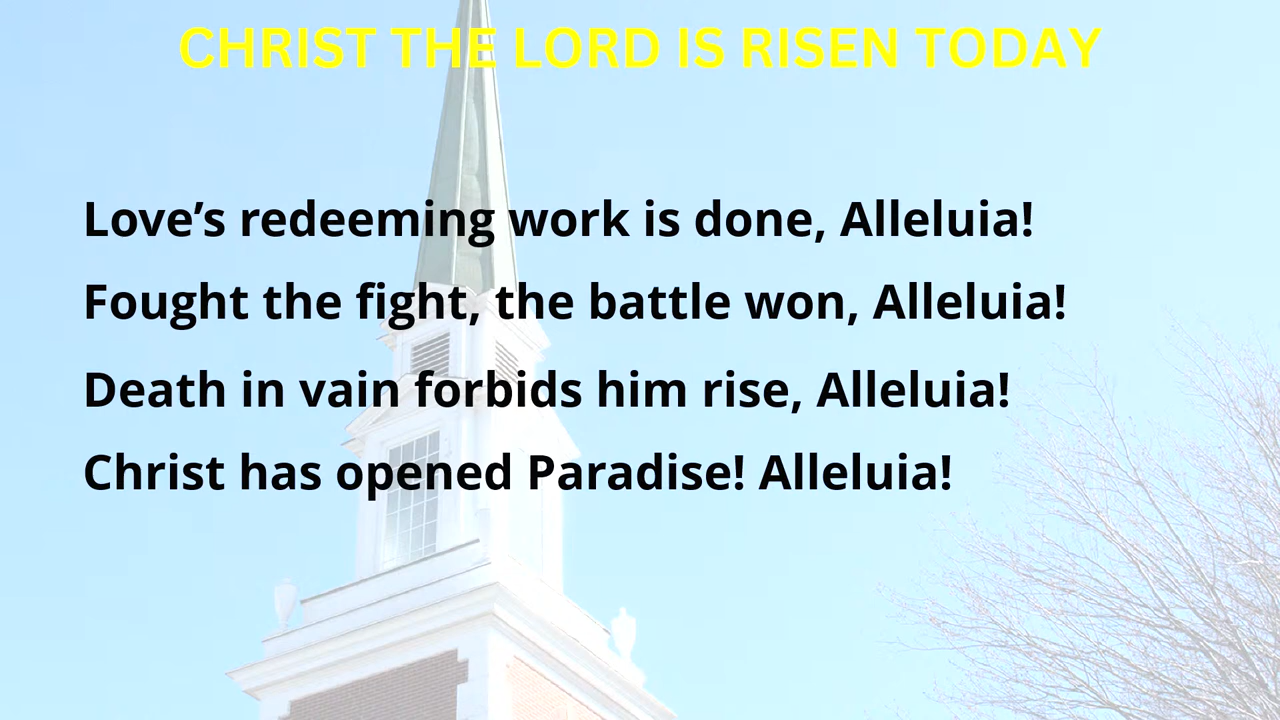 CHRIST THE LORD IS RISEN TODAY
Love’s redeeming work is done, Alleluia!
Fought the fight, the battle won, Alleluia!
Death in vain forbids him rise, Alleluia!
Christ has opened Paradise! Alleluia!